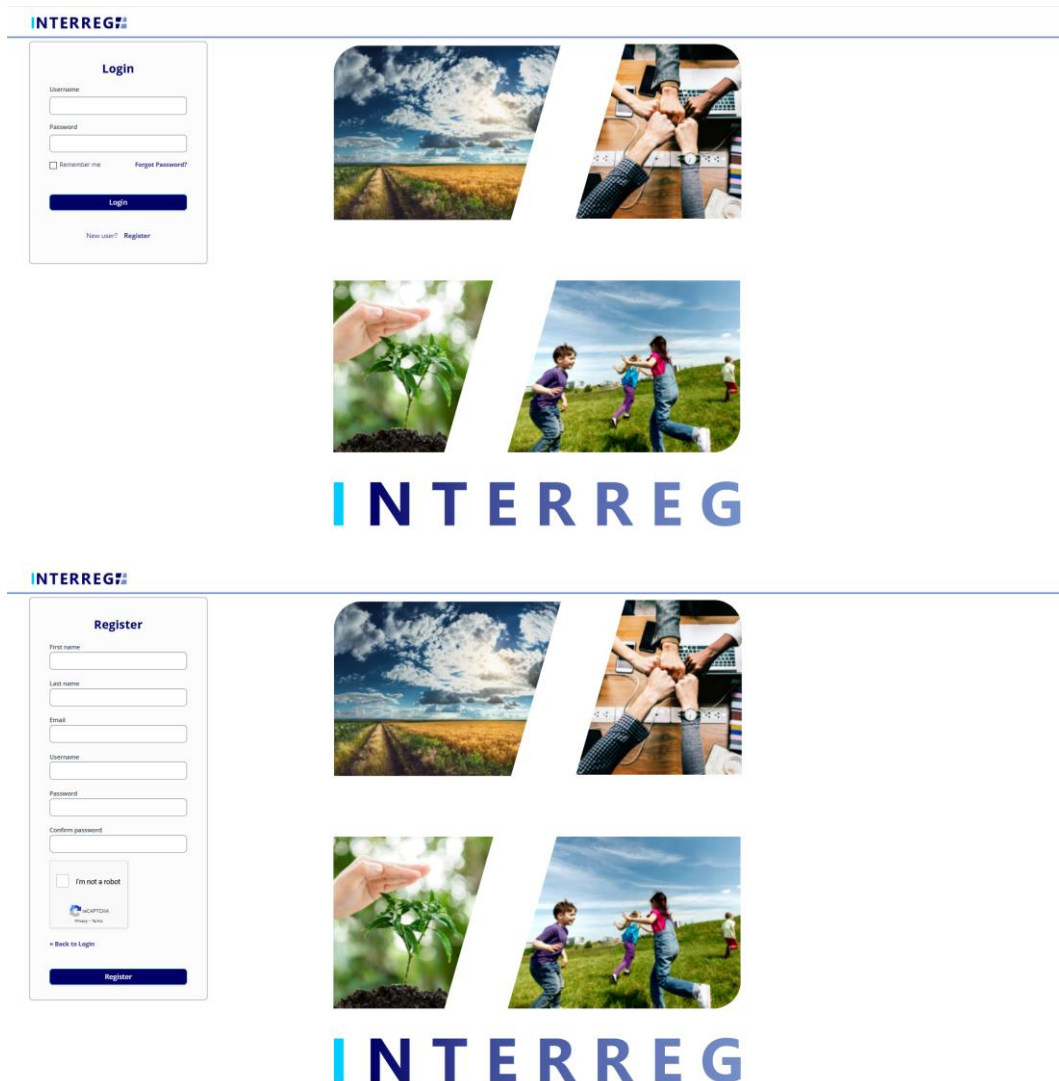 INTERREG
Login
Username
Password
Remember me Forgot Password?
Login
New user? Register
INTERREG
INTERREG
Register
First name
Last name
Email
Username
Password
Confirm password
I'm not a robot
reCAPTCHA
Privacy - Terms
« Back to Login
Register
INTERREG